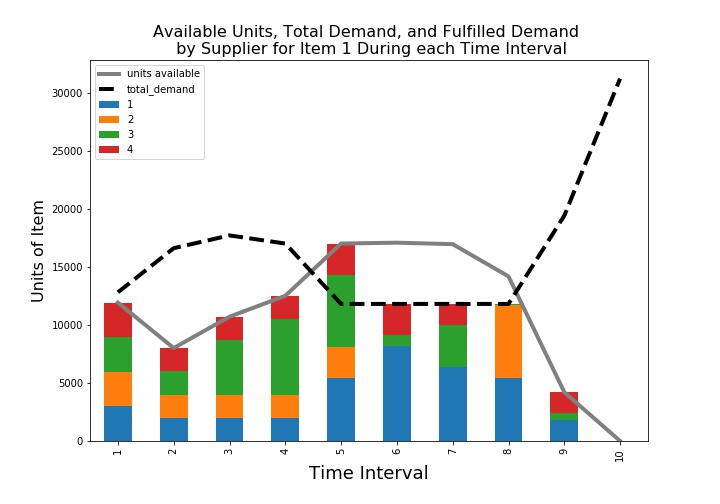 Available Units, Total Demand, and Fulfilled Demand
by Supplier for Item 1 During each Time Interval
units available
total_demand
1
2
3
4
30000
25000
20000
15000
10000
5000
0
Units of Item
1 2 3 4 5 6 7 8 9 10
Time Interval